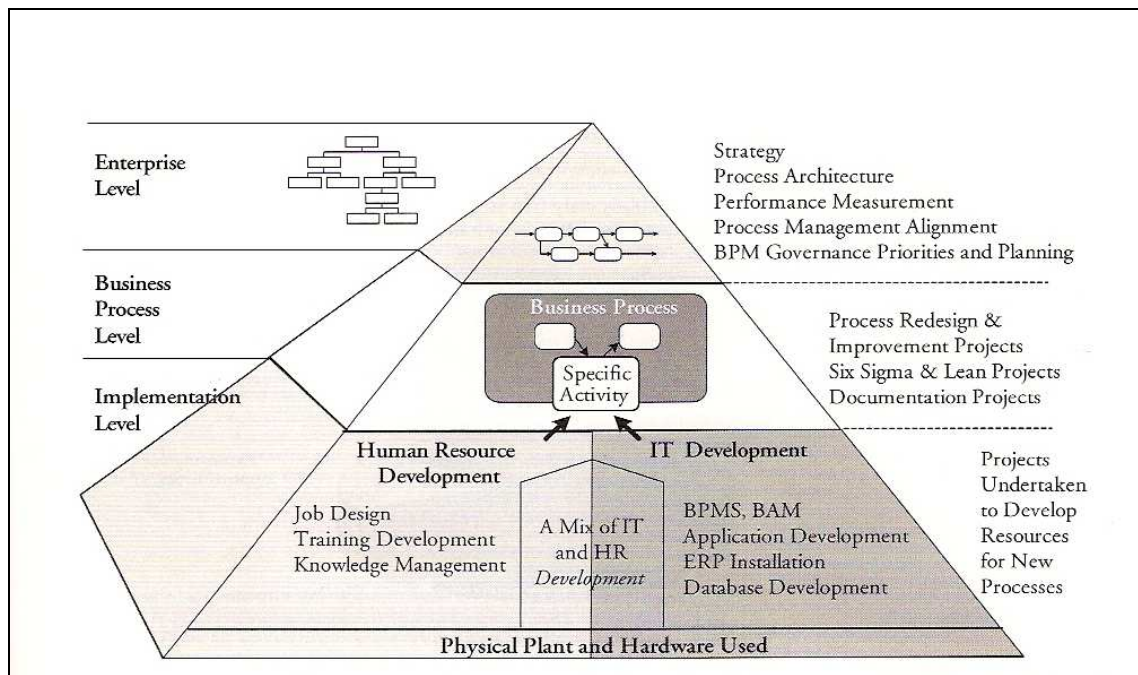 Enterprise
Level
Strategy
Process Architecture
Performance Measurement
Process Management Alignment
BPM Governance Priorities and Planning
Business
Process
Level
Business Process
Specific
Activity
Process Redesign &
Improvement Projects
Six Sigma & Lean Projects
Documentation Projects
Implementation
Level
Human Resource
Development
Job Design
Training Development
Knowledge Management
A Mix of IT
and HR
Development
IT Development
BPMS, BAM
Application Development
ERP Installation
Database Development
Projects
Undertaken
to Develop
Resources
for New
Processes
Physical Plant and Hardware Used